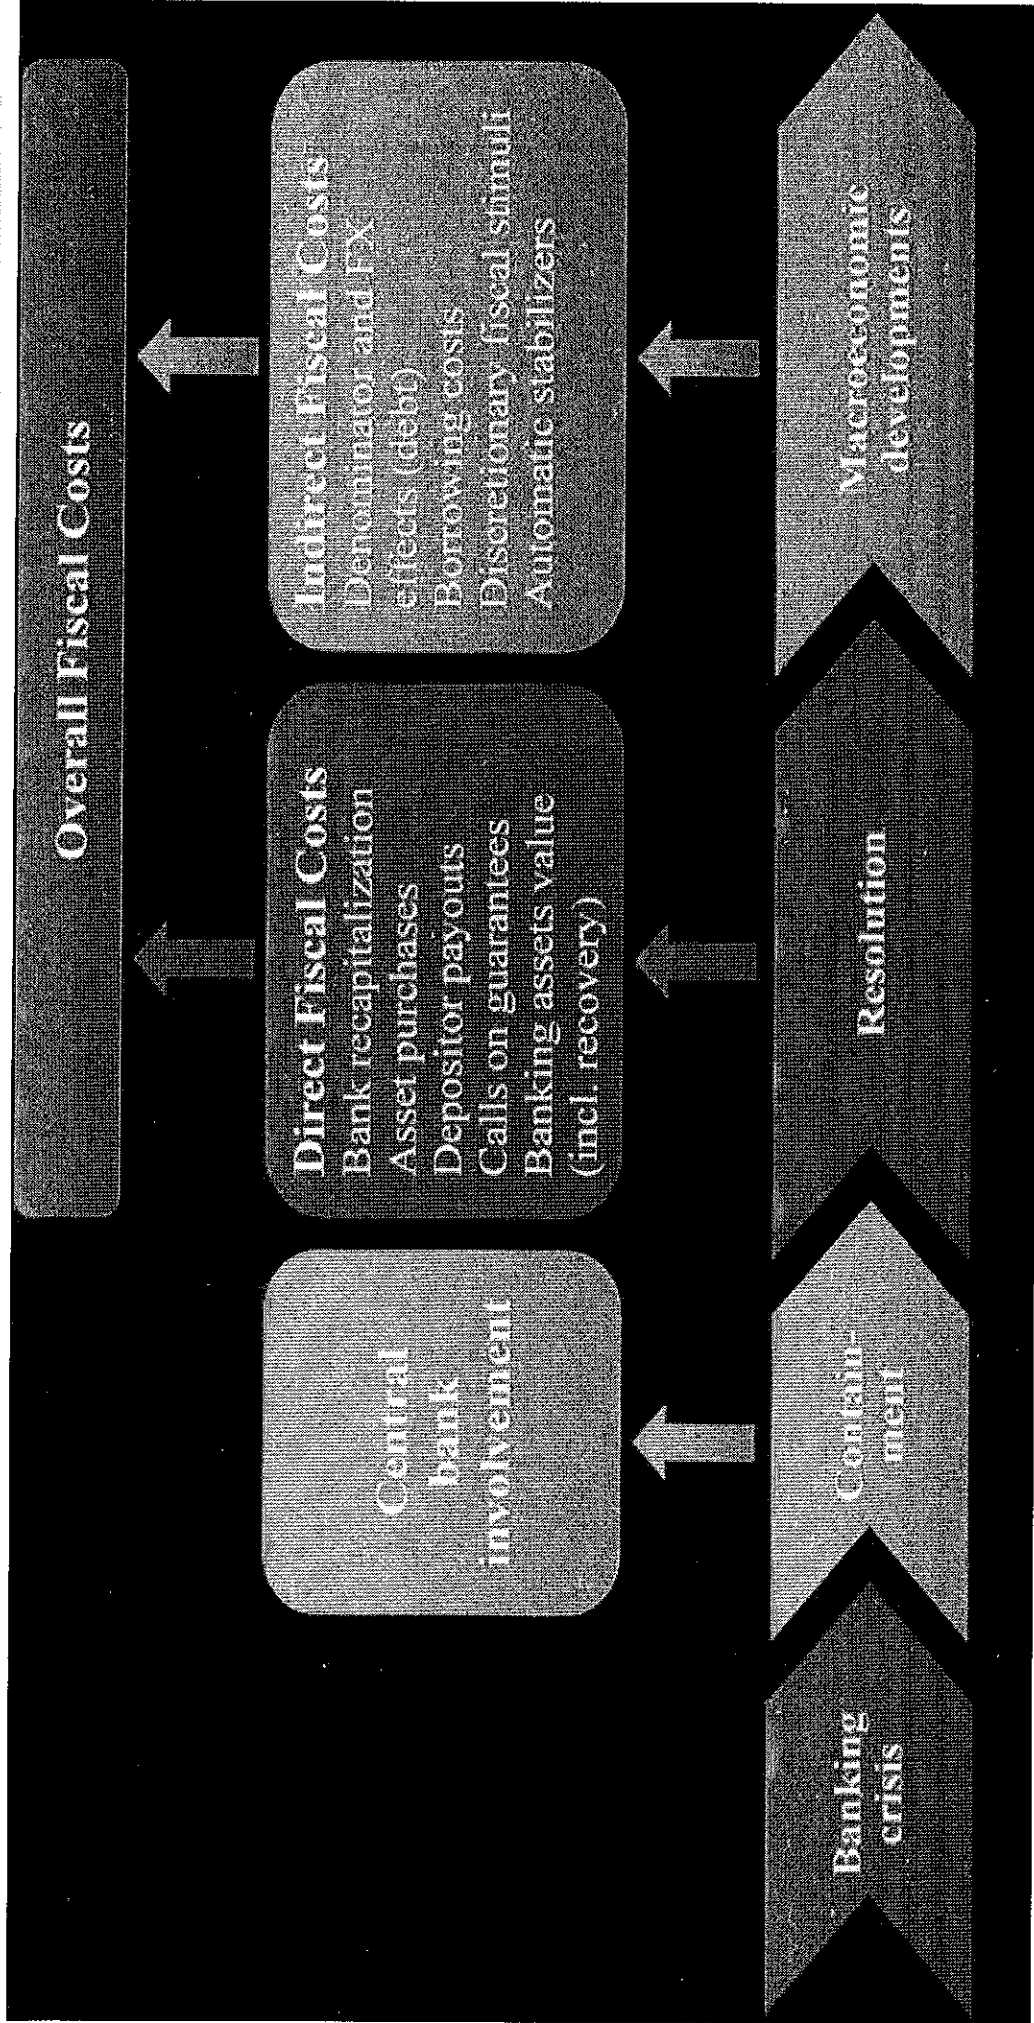 Overall Fiscal Costs
Central
bank
involvement
Direct Fiscal Costs
Bank recapitalization
Asset purchases
Depositor payouts
Calls on guarantees
Banking assets value
(incl. recovery)
Indirect Fiscal Costs
Denominator and FX
effects (debt)
Borrowing costs
Discretionary fiscal stimuli
Automatic stabilizers
Banking
crisis
Contain-
ment
Resolution
Macroeconomic
developments